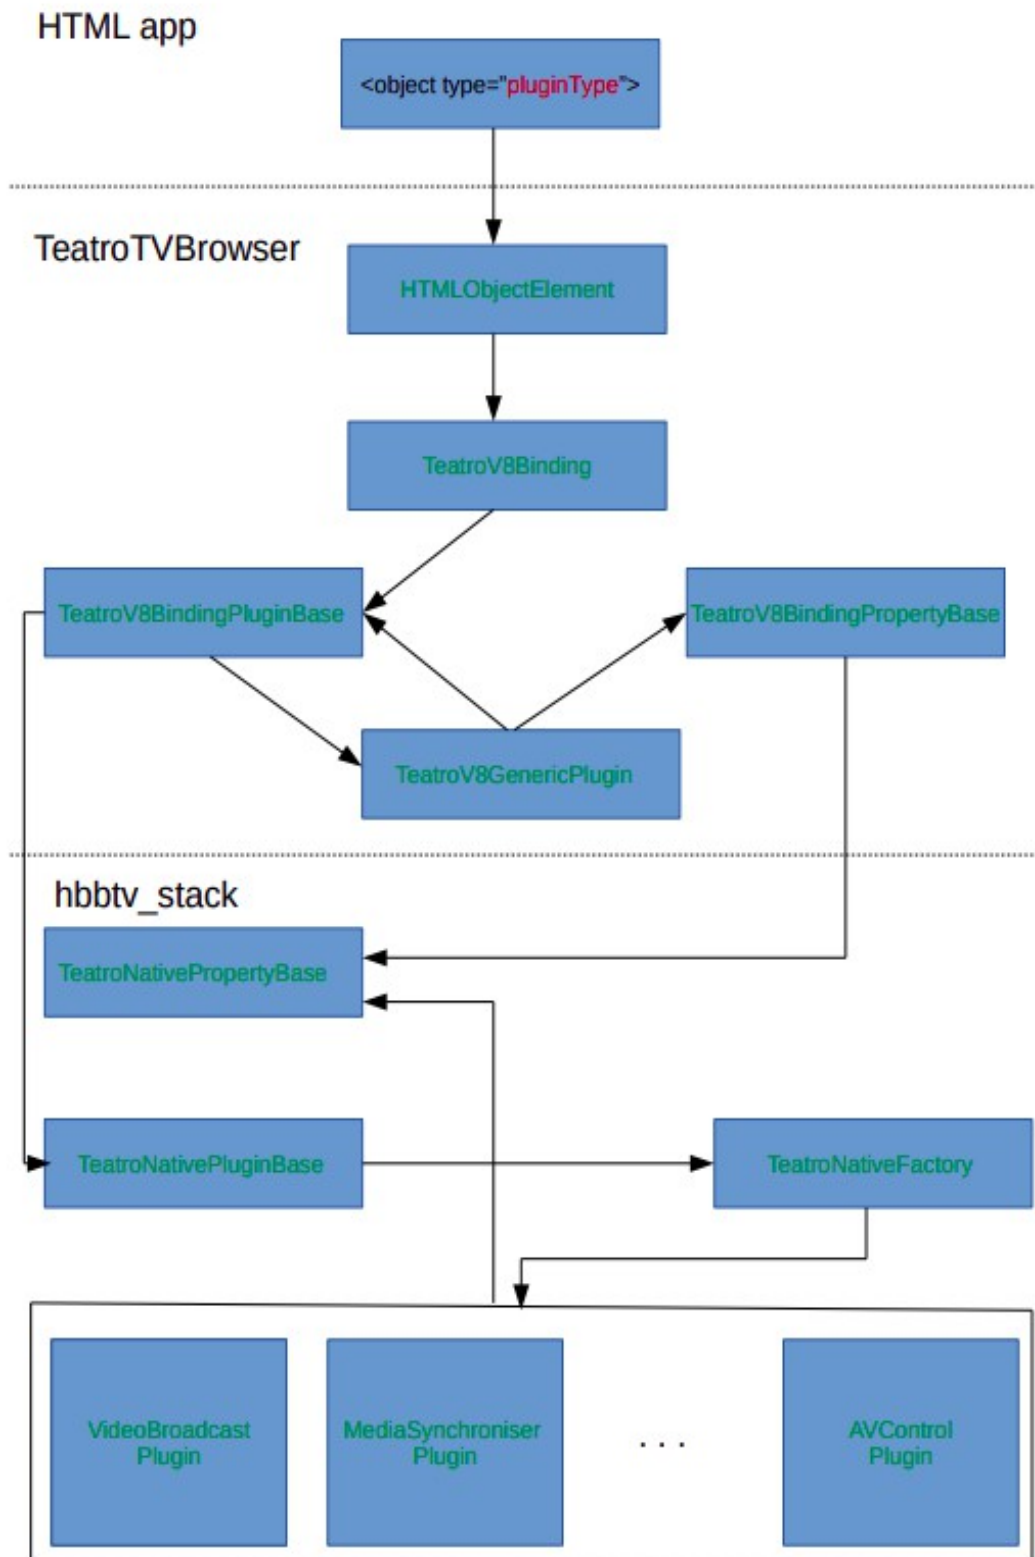 HTML app
<object type="pluginType">
TeatroTVBrowser
HTMLObjectElement
TeatroV8Binding
TeatroV8BindingPluginBase
TeatroV8BindingPropertyBase
TeatroV8GenericPlugin
hbbtv_stack
TeatroNativePropertyBase
TeatroNativePluginBase
TeatroNativeFactory
VideoBroadcast
Plugin
MediaSynchroniser
Plugin
. . .
AVControl
Plugin